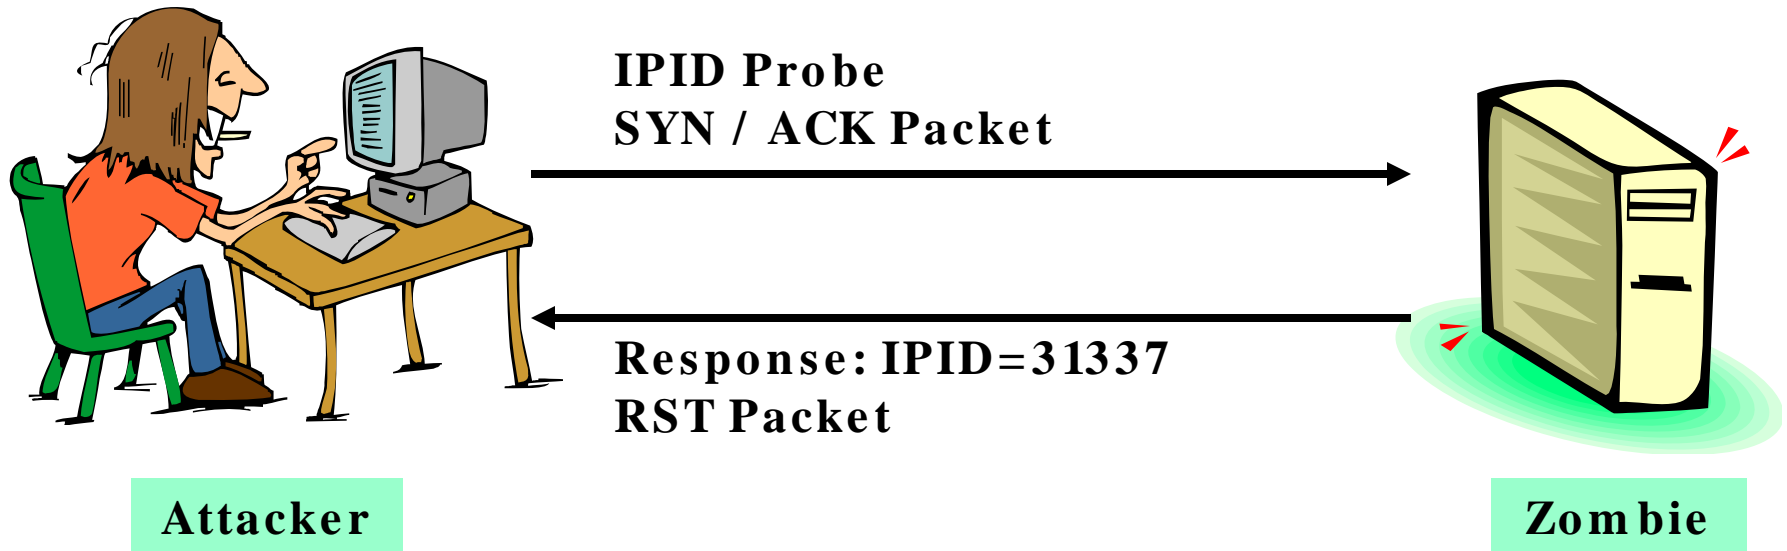 IPID Probe
SYN / ACK Packet
Response: IPID=31337
RST Packet
Attacker
Zombie